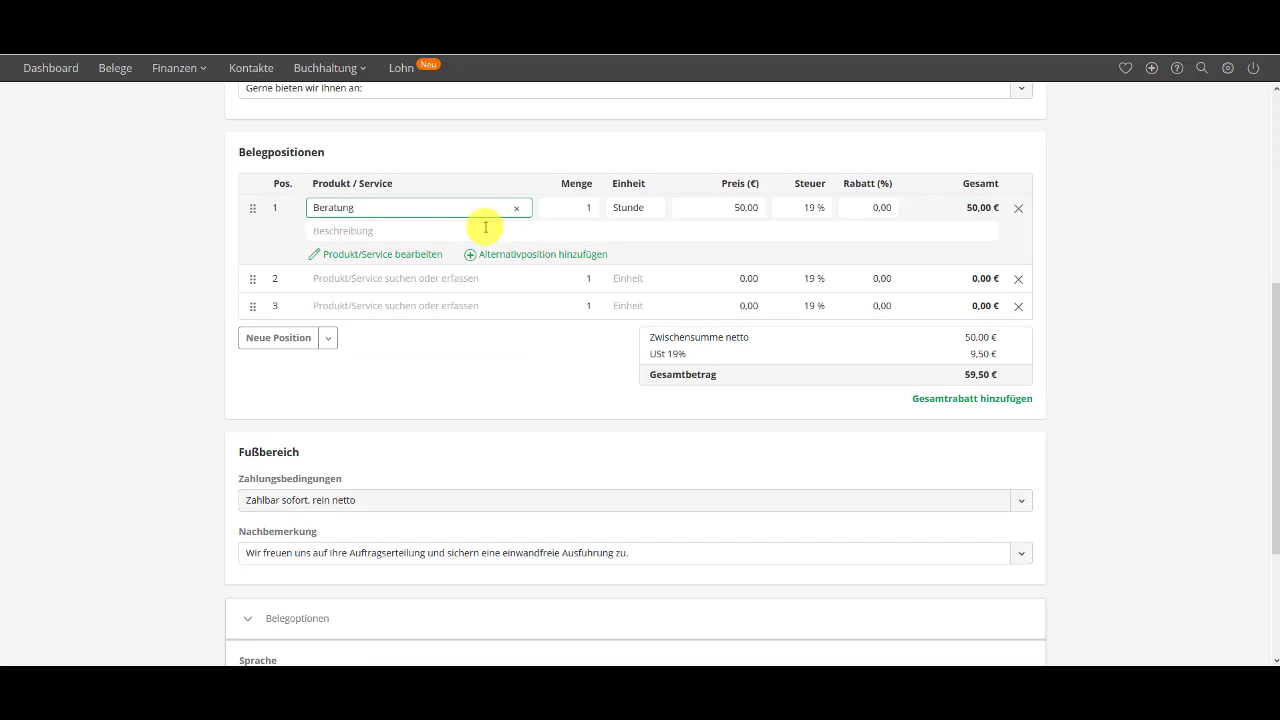 Dashboard Belege Finanzen Kontakte Buchhaltung Lohn Neu
Gerne bieten wir Ihnen an:
Belegpositionen
Pos. Produkt / Service Menge Einheit Preis (€) Steuer Rabatt (%) Gesamt
1 Beratung × 1 Stunde 50,00 19 % 0,00 50,00 €
Beschreibung
Produkt/Service bearbeiten Alternativposition hinzufügen
2 Produkt/Service suchen oder erfassen 1 Einheit 0,00 19 % 0,00 0,00 €
3 Produkt/Service suchen oder erfassen 1 Einheit 0,00 19 % 0,00 0,00 €
Neue Position
Zwischensumme netto 50,00 €
USt 19% 9,50 €
Gesamtbetrag 59,50 €
Gesamtrabatt hinzufügen
Fußbereich
Zahlungsbedingungen
Zahlbar sofort, rein netto
Nachbemerkung
Wir freuen uns auf Ihre Auftragserteilung und sichern eine einwandfreie Ausführung zu.
Belegoptionen
Sprache